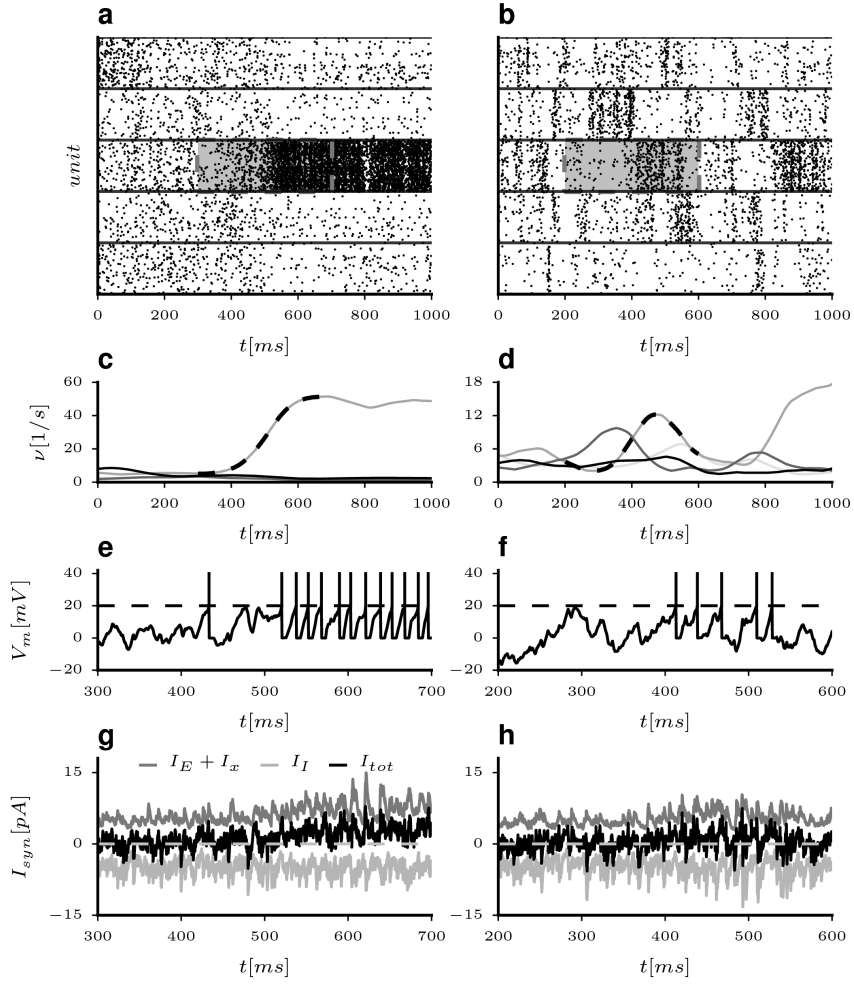 a b
unit
0 200 400 600 800 1000 0 200 400 600 800 1000
t[ms] t[ms]
c d
ν[1/s]
60 18
40 12
20 6
0 0
0 200 400 600 800 1000 0 200 400 600 800 1000
t[ms] t[ms]
e f
V_m[mV]
40 40
20 20
0 0
−20 −20
300 400 500 600 700 200 300 400 500 600
t[ms] t[ms]
g h
I_E + I_x I_I I_tot
I_syn[pA]
15 15
0 0
−15 −15
300 400 500 600 700 200 300 400 500 600
t[ms] t[ms]